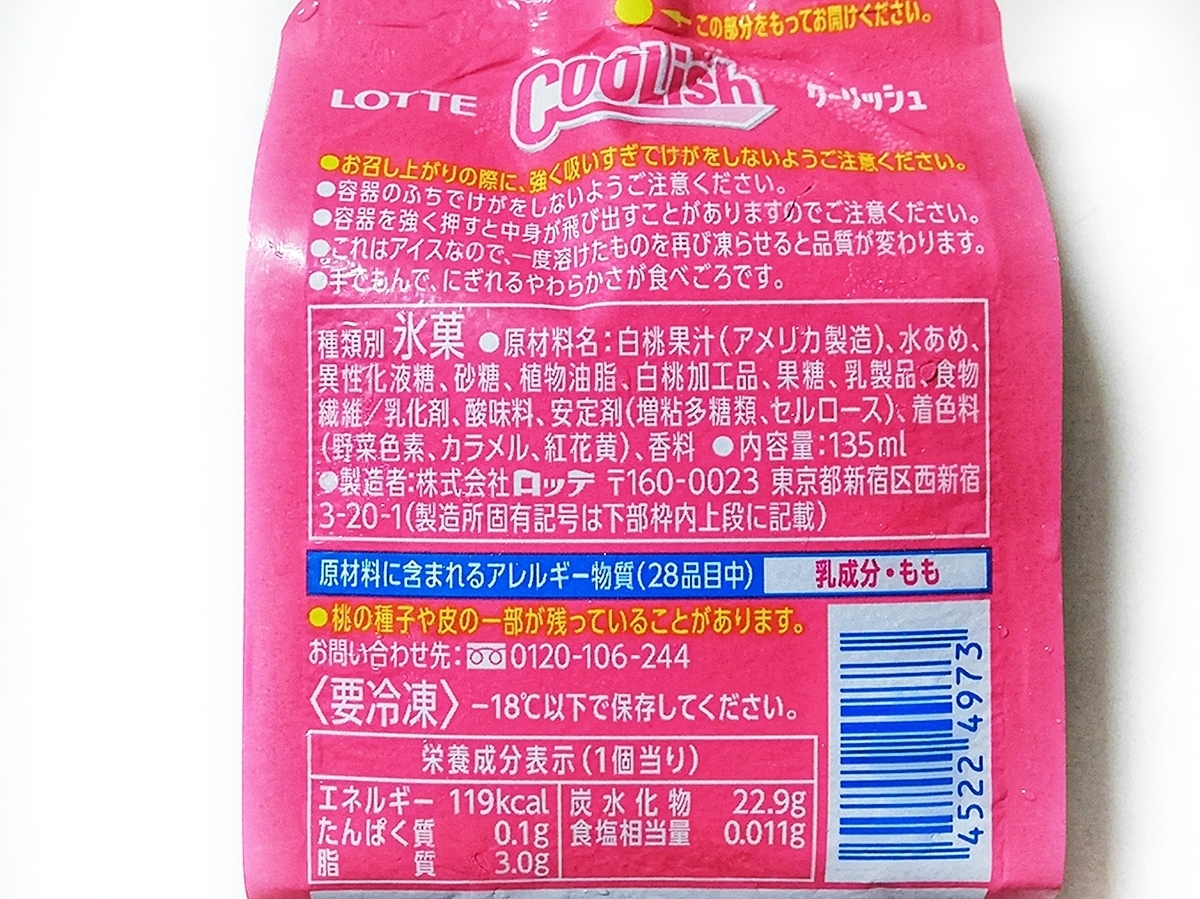 この部分をもってお開けください。
LOTTE Coolish クーリッシュ
●お召し上がりの際に、強く吸いすぎてけがをしないようご注意ください。
●容器のふちでけがをしないようご注意ください。
●容器を強く押すと中身が飛び出すことがありますのでご注意ください。
●これはアイスなので、一度溶けたものを再び凍らせると品質が変わります。
●手でもんで、にぎれるやわらかさが食べごろです。
種類別 氷菓 ●原材料名：白桃果汁（アメリカ製造）、水あめ、
異性化液糖、砂糖、植物油脂、白桃加工品、果糖、乳製品、食物
繊維／乳化剤、酸味料、安定剤（増粘多糖類、セルロース）、着色料
（野菜色素、カラメル、紅花黄）、香料 ●内容量：135ml
●製造者：株式会社ロッテ 〒160-0023 東京都新宿区西新宿
3-20-1（製造所固有記号は下部枠内上段に記載）
原材料に含まれるアレルギー物質（28品目中） 乳成分・もも
●桃の種子や皮の一部が残っていることがあります。
お問い合わせ先：0120-106-244
〈要冷凍〉－18℃以下で保存してください。
栄養成分表示（1個当り）
エネルギー 119kcal 炭水化物 22.9g
たんぱく質 0.1g 食塩相当量 0.011g
脂質 3.0g
4522 4973